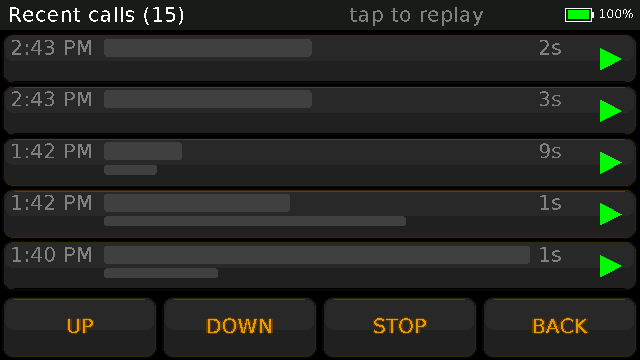 Recent calls (15) tap to replay 100%
2:43 PM 2s
2:43 PM 3s
1:42 PM 9s
1:42 PM 1s
1:40 PM 1s
UP DOWN STOP BACK